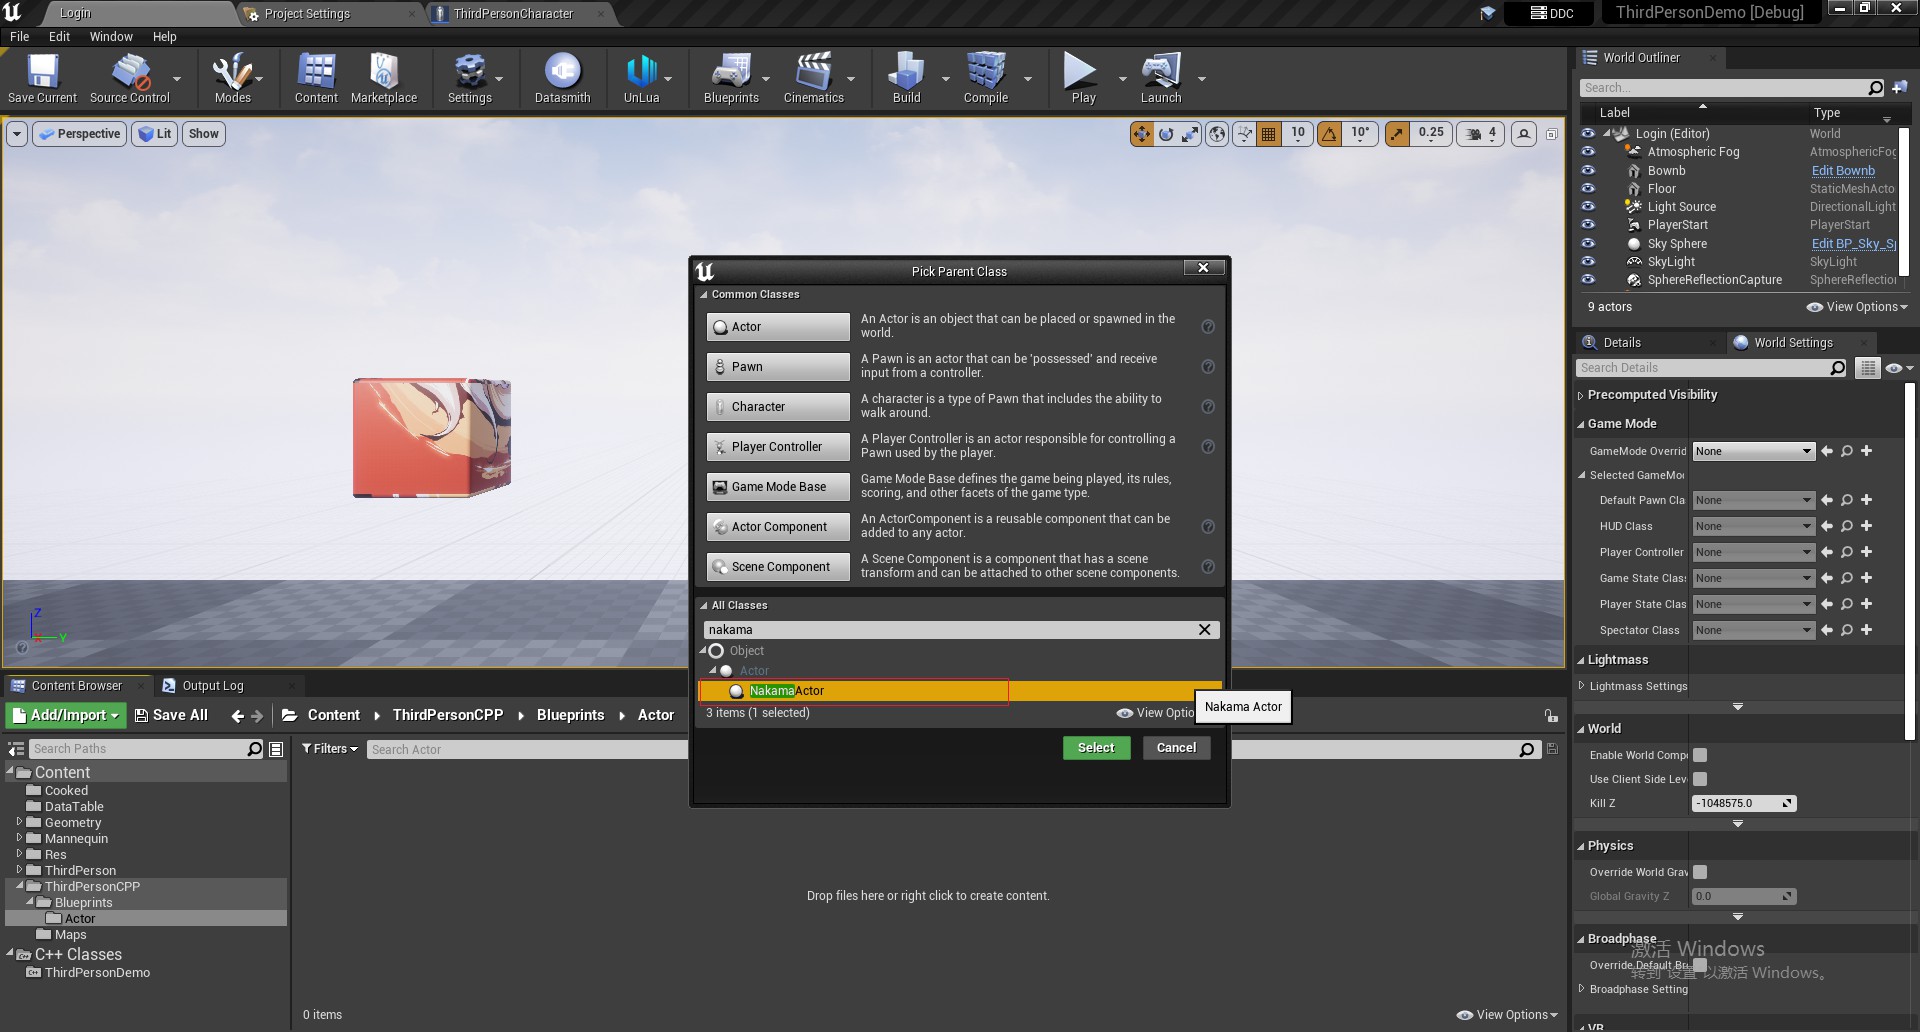 Login
Project Settings
ThirdPersonCharacter
DDC
ThirdPersonDemo [Debug]
File Edit Window Help
Save Current
Source Control
Modes
Content
Marketplace
Settings
Datasmith
UnLua
Blueprints
Cinematics
Build
Compile
Play
Launch
Perspective
Lit
Show
10
10°
0.25
4
Z
X
Y
World Outliner
Search...
Label Type
Login (Editor) World
Atmospheric Fog AtmosphericFog
Bownb Edit Bownb
Floor StaticMeshActo
Light Source DirectionalLight
PlayerStart PlayerStart
Sky Sphere Edit BP_Sky_Sp
SkyLight SkyLight
SphereReflectionCapture SphereReflection
9 actors
View Options
Pick Parent Class
Common Classes
Actor
An Actor is an object that can be placed or spawned in the
world.
Pawn
A Pawn is an actor that can be 'possessed' and receive
input from a controller.
Character
A character is a type of Pawn that includes the ability to
walk around.
Player Controller
A Player Controller is an actor responsible for controlling a
Pawn used by the player.
Game Mode Base
Game Mode Base defines the game being played, its rules,
scoring, and other facets of the game type.
Actor Component
An ActorComponent is a reusable component that can be
added to any actor.
Scene Component
A Scene Component is a component that has a scene
transform and can be attached to other scene components.
All Classes
nakama
Object
Actor
NakamaActor
3 items (1 selected)
View Optio
Nakama Actor
Select
Cancel
Details
World Settings
Search Details
Precomputed Visibility
Game Mode
GameMode Overrid None
Selected GameMo
Default Pawn Cla None
HUD Class None
Player Controller None
Game State Class None
Player State Clas None
Spectator Class None
Lightmass
Lightmass Settings
World
Enable World Compo
Use Client Side Leve
Kill Z -1048575.0
Physics
Override World Grav
Global Gravity Z 0.0
Broadphase
Override Default Br
Broadphase Setting
VR
激活 Windows
转到"设置"以激活 Windows。
Content Browser
Output Log
Add/Import
Save All
Content ThirdPersonCPP Blueprints Actor
Search Paths
Filters
Search Actor
Content
Cooked
DataTable
Geometry
Mannequin
Res
ThirdPerson
ThirdPersonCPP
Blueprints
Actor
Maps
C++ Classes
ThirdPersonDemo
Drop files here or right click to create content.
0 items
View Options